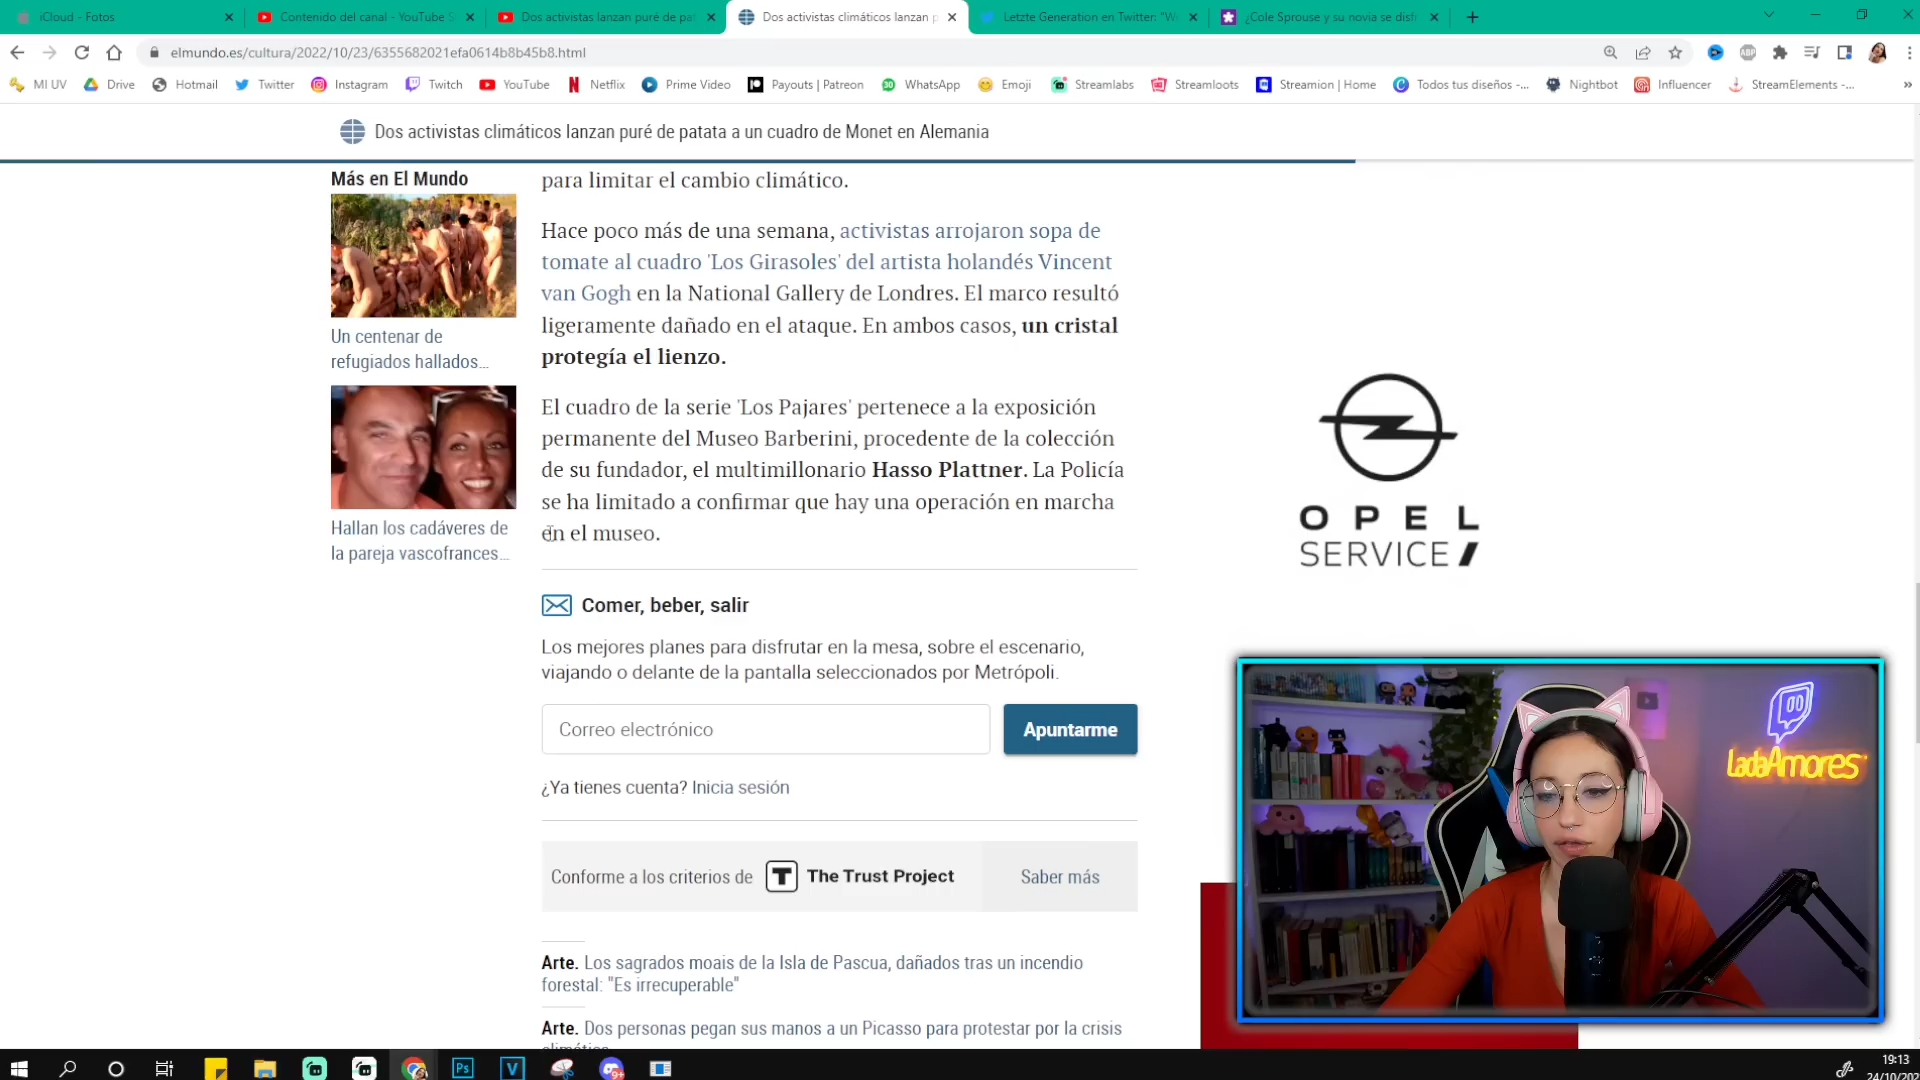 iCloud - Fotos
Contenido del canal - YouTube S
Dos activistas lanzan puré de pat
Dos activistas climáticos lanzan p
Letzte Generation en Twitter: "W
¿Cole Sprouse y su novia se disf
elmundo.es/cultura/2022/10/23/6355682021efa0614b8b45b8.html
MI UV
Drive
Hotmail
Twitter
Instagram
Twitch
YouTube
Netflix
Prime Video
Payouts | Patreon
WhatsApp
Emoji
Streamlabs
Streamloots
Streamion | Home
Todos tus diseños -...
Nightbot
Influencer
StreamElements -...
Dos activistas climáticos lanzan puré de patata a un cuadro de Monet en Alemania
Más en El Mundo
Un centenar de
refugiados hallados...
Hallan los cadáveres de
la pareja vascofrances...
para limitar el cambio climático.
Hace poco más de una semana, activistas arrojaron sopa de
tomate al cuadro 'Los Girasoles' del artista holandés Vincent
van Gogh en la National Gallery de Londres. El marco resultó
ligeramente dañado en el ataque. En ambos casos, un cristal
protegía el lienzo.
El cuadro de la serie 'Los Pajares' pertenece a la exposición
permanente del Museo Barberini, procedente de la colección
de su fundador, el multimillonario Hasso Plattner. La Policía
se ha limitado a confirmar que hay una operación en marcha
en el museo.
Comer, beber, salir
Los mejores planes para disfrutar en la mesa, sobre el escenario,
viajando o delante de la pantalla seleccionados por Metrópoli.
Correo electrónico
Apuntarme
¿Ya tienes cuenta? Inicia sesión
Conforme a los criterios de
T The Trust Project
Saber más
Arte. Los sagrados moais de la Isla de Pascua, dañados tras un incendio
forestal: "Es irrecuperable"
Arte. Dos personas pegan sus manos a un Picasso para protestar por la crisis
OPEL
SERVICE
LadaAmores
ABP
Ps
V
19:13